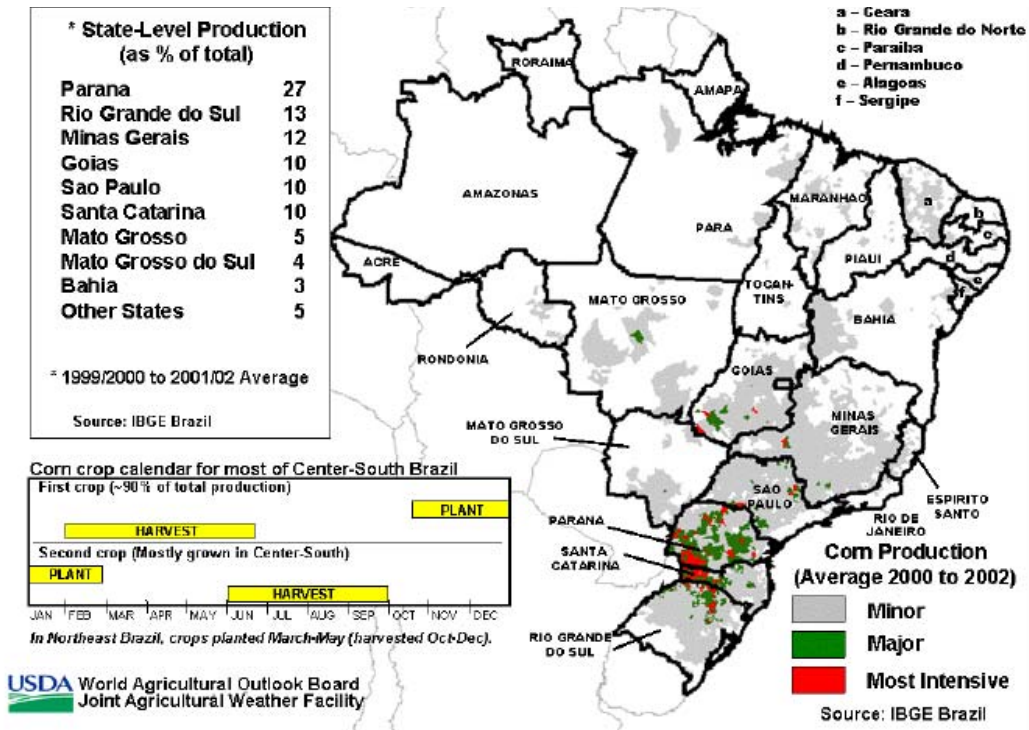 * State-Level Production
(as % of total)
Parana 27
Rio Grande do Sul 13
Minas Gerais 12
Goias 10
Sao Paulo 10
Santa Catarina 10
Mato Grosso 5
Mato Grosso do Sul 4
Bahia 3
Other States 5
* 1999/2000 to 2001/02 Average
Source: IBGE Brazil
a – Ceara
b – Rio Grande do Norte
c – Paraiba
d – Pernambuco
e – Alagoas
f – Sergipe
RORAIMA
AMAPA
AMAZONAS
PARA
MARANHAO
a
b
c
d
e
f
PIAUI
ACRE
TOCAN-
TINS
MATO GROSSO
BAHIA
RONDONIA
GOIAS
MINAS
GERAIS
MATO GROSSO
DO SUL
SAO
PAULO
ESPIRITO
SANTO
RIO DE
JANEIRO
PARANA
SANTA
CATARINA
RIO GRANDE
DO SUL
Corn crop calendar for most of Center-South Brazil
First crop (~90% of total production)
PLANT
HARVEST
Second crop (Mostly grown in Center-South)
PLANT
HARVEST
JAN FEB MAR APR MAY JUN JUL AUG SEP OCT NOV DEC
In Northeast Brazil, crops planted March-May (harvested Oct-Dec).
USDA World Agricultural Outlook Board
Joint Agricultural Weather Facility
Corn Production
(Average 2000 to 2002)
Minor
Major
Most Intensive
Source: IBGE Brazil